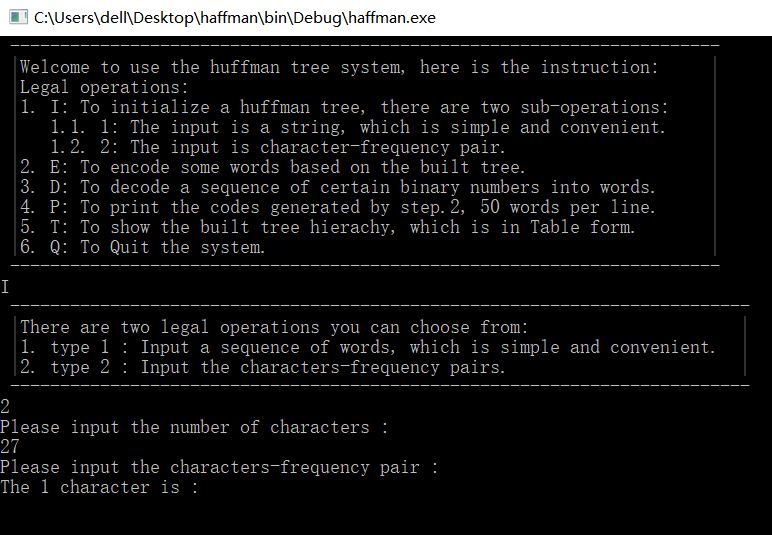 C:\Users\dell\Desktop\haffman\bin\Debug\haffman.exe
Welcome to use the huffman tree system, here is the instruction:
Legal operations:
1. I: To initialize a huffman tree, there are two sub-operations:
1.1. 1: The input is a string, which is simple and convenient.
1.2. 2: The input is character-frequency pair.
2. E: To encode some words based on the built tree.
3. D: To decode a sequence of certain binary numbers into words.
4. P: To print the codes generated by step.2, 50 words per line.
5. T: To show the built tree hierachy, which is in Table form.
6. Q: To Quit the system.
I
There are two legal operations you can choose from:
1. type 1 : Input a sequence of words, which is simple and convenient.
2. type 2 : Input the characters-frequency pairs.
2
Please input the number of characters :
27
Please input the characters-frequency pair :
The 1 character is :